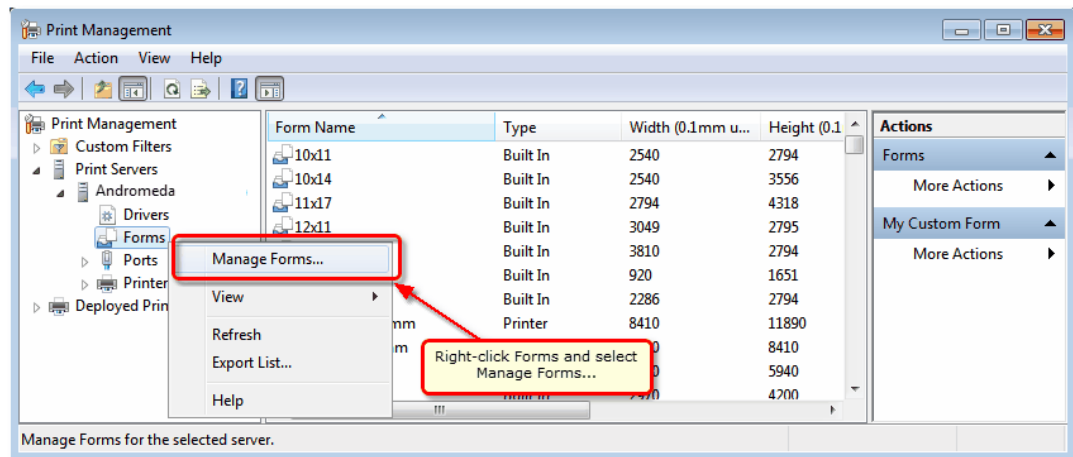 Print Management
File Action View Help
Print Management
Custom Filters
Print Servers
Andromeda
Drivers
Forms
Ports
Printer
Deployed Prin
Form Name Type Width (0.1mm u... Height (0.1
10x11 Built In 2540 2794
10x14 Built In 2540 3556
11x17 Built In 2794 4318
12x11 Built In 3049 2795
Built In 3810 2794
Built In 920 1651
Built In 2286 2794
mm Printer 8410 11890
m 8410
5940
4200
Manage Forms...
View
Refresh
Export List...
Help
Right-click Forms and select
Manage Forms...
Actions
Forms
More Actions
My Custom Form
More Actions
Manage Forms for the selected server.